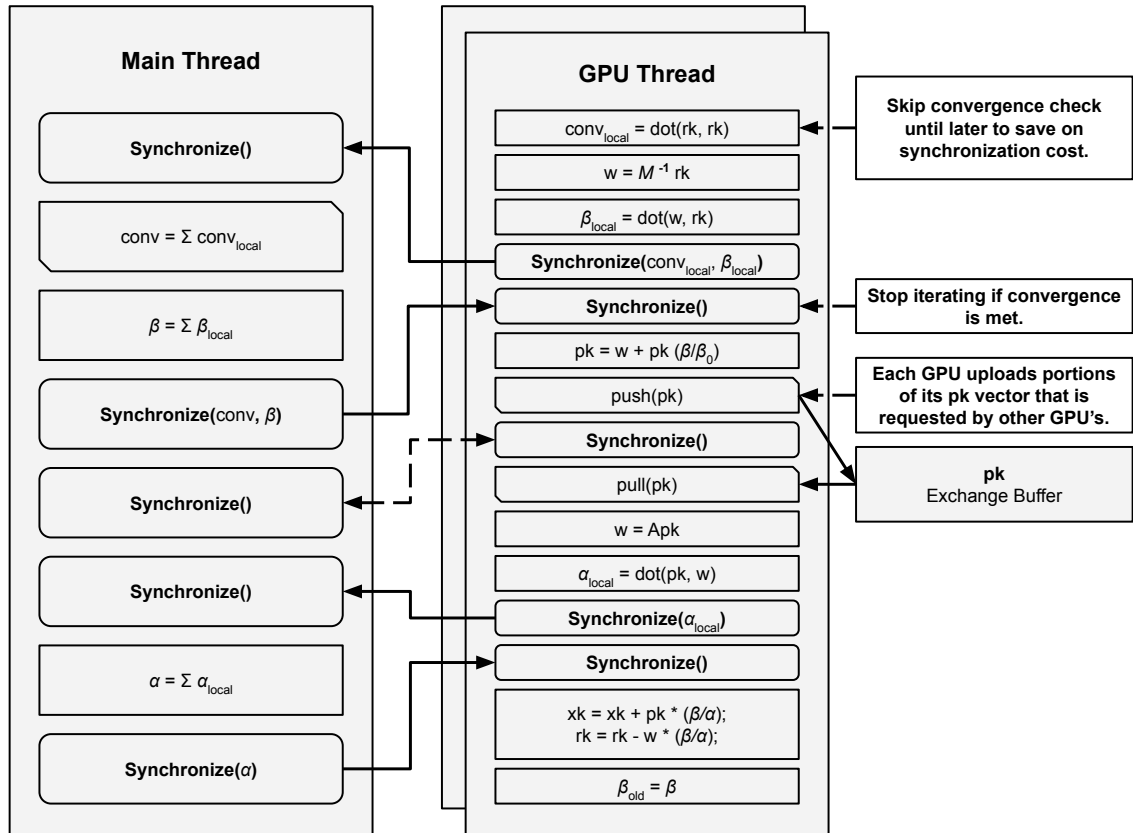 Main Thread
Synchronize()
conv = Σ conv_local
β = Σ β_local
Synchronize(conv, β)
Synchronize()
Synchronize()
α = Σ α_local
Synchronize(α)
GPU Thread
conv_local = dot(rk, rk)
w = M ⁻¹ rk
β_local = dot(w, rk)
Synchronize(conv_local, β_local)
Synchronize()
pk = w + pk (β/β₀)
push(pk)
Synchronize()
pull(pk)
w = Apk
α_local = dot(pk, w)
Synchronize(α_local)
Synchronize()
xk = xk + pk * (β/α);
rk = rk - w * (β/α);
β_old = β
Skip convergence check
until later to save on
synchronization cost.
Stop iterating if convergence
is met.
Each GPU uploads portions
of its pk vector that is
requested by other GPU's.
pk
Exchange Buffer